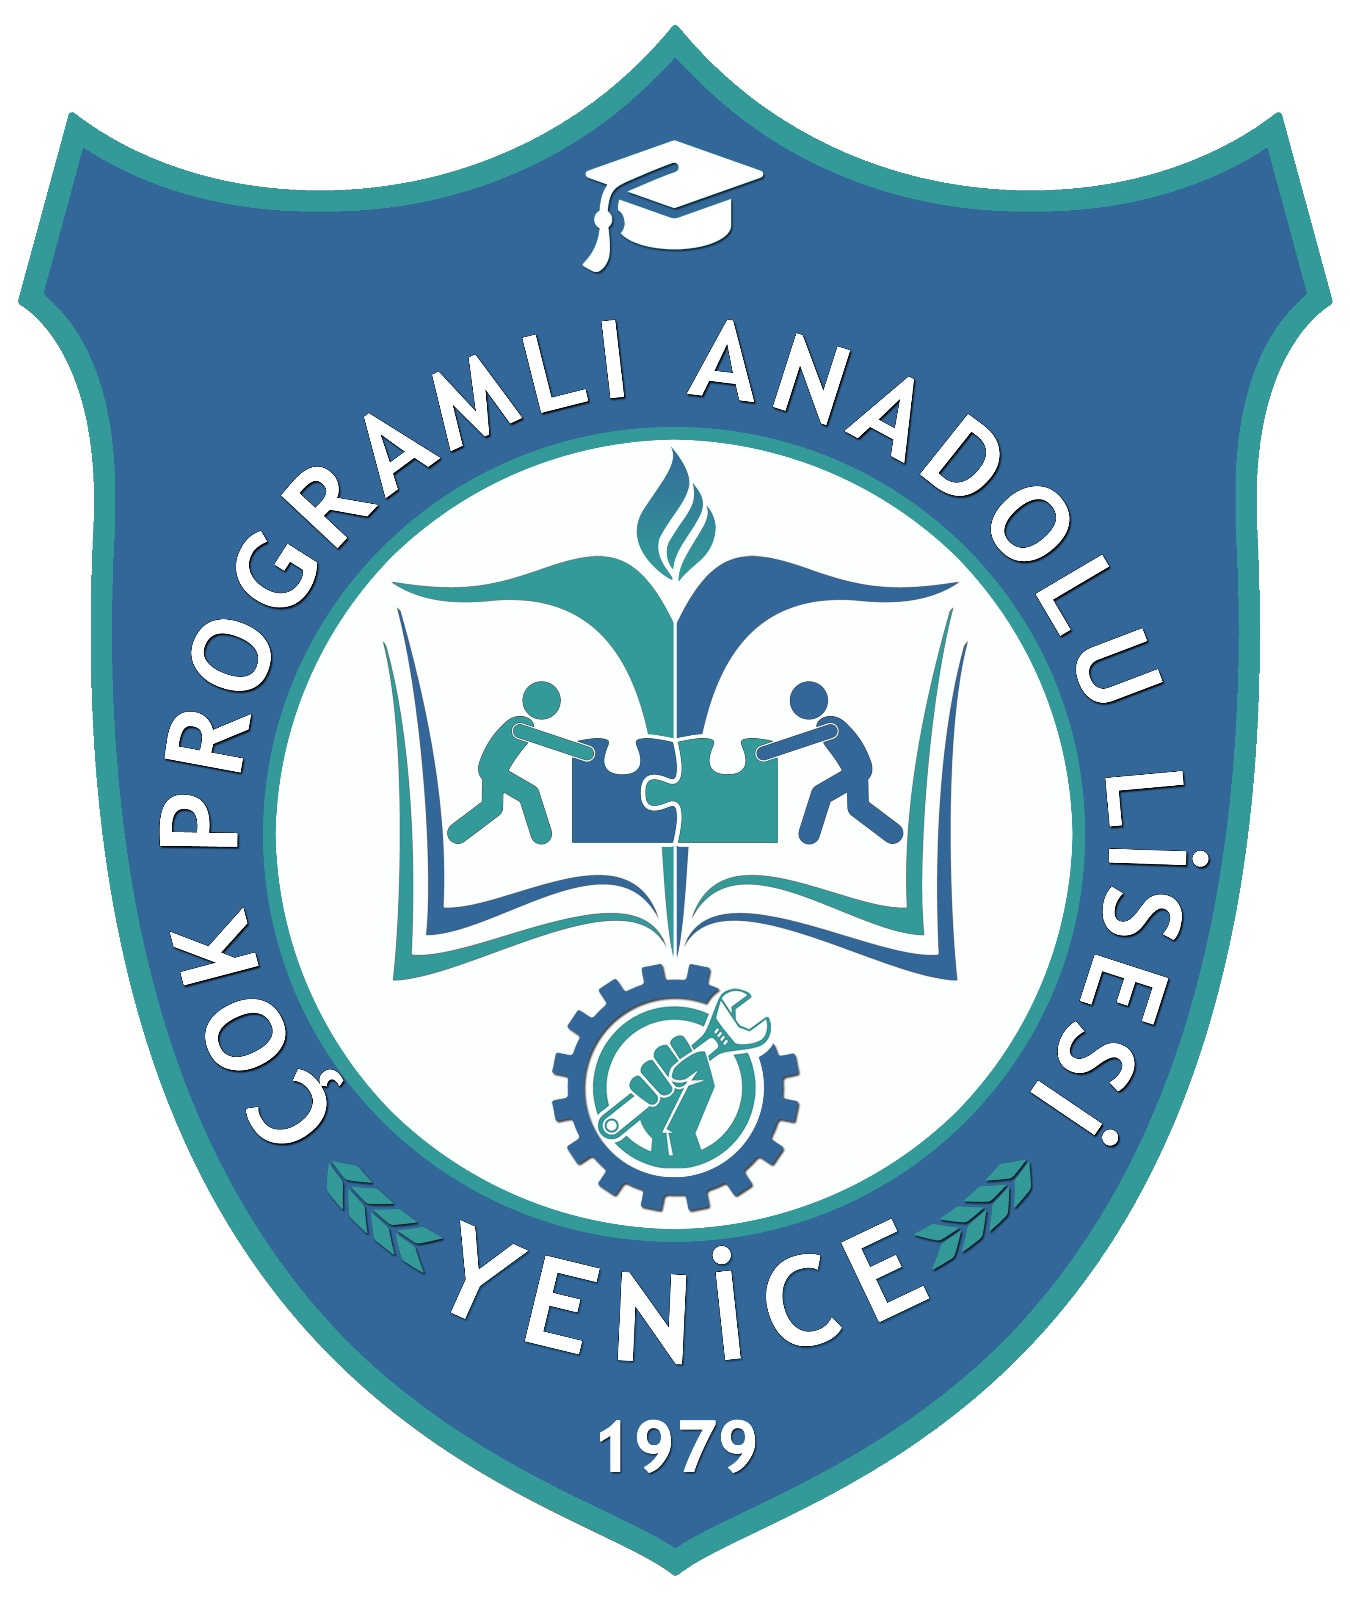 ÇOK PROGRAMLI ANADOLU LİSESİ
YENİCE
1979